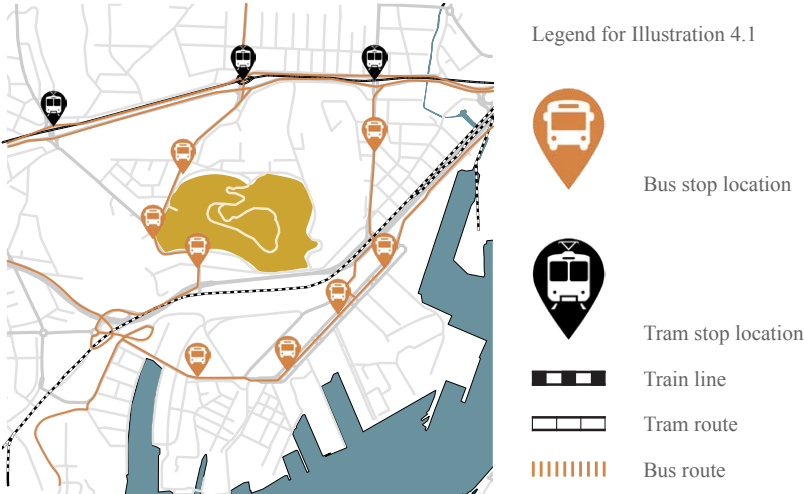 Legend for Illustration 4.1
Bus stop location
Tram stop location
Train line
Tram route
Bus route